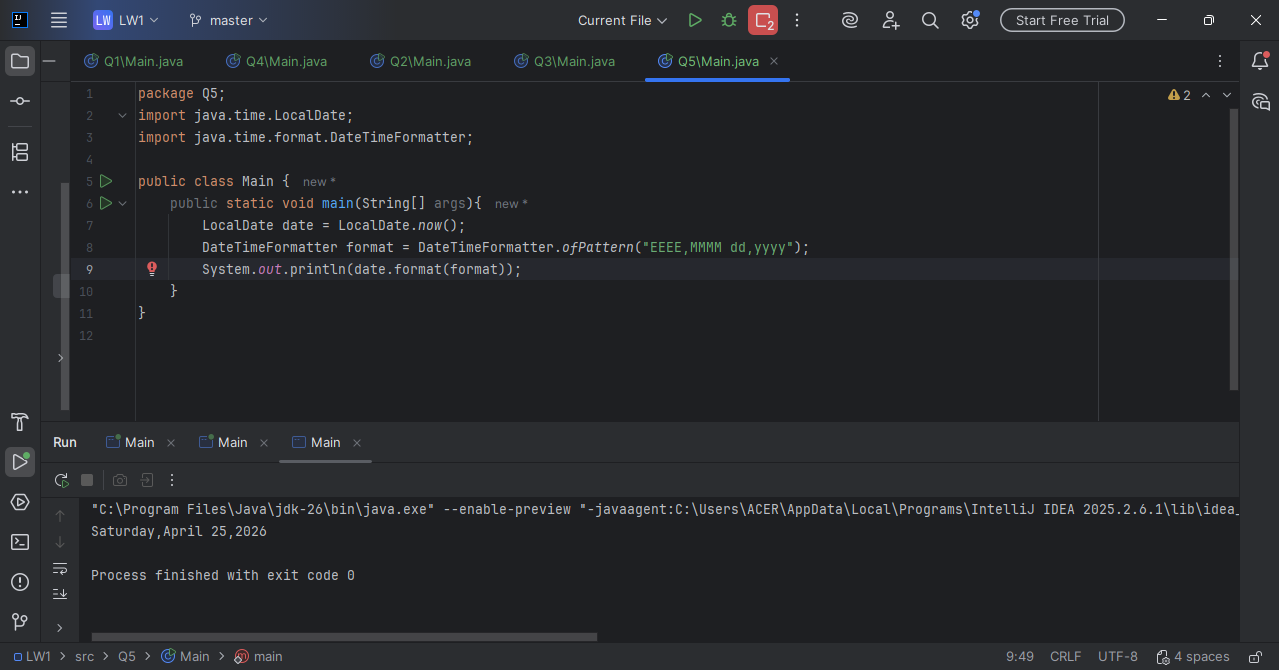 LW LW1 master Current File 2 Start Free Trial
Q1\Main.java Q4\Main.java Q2\Main.java Q3\Main.java Q5\Main.java
1 package Q5; 2
2 import java.time.LocalDate;
3 import java.time.format.DateTimeFormatter;
4
5 public class Main { new *
6 public static void main(String[] args){ new *
7 LocalDate date = LocalDate.now();
8 DateTimeFormatter format = DateTimeFormatter.ofPattern("EEEE,MMMM dd,yyyy");
9 System.out.println(date.format(format));
10 }
11 }
12
Run Main Main Main
"C:\Program Files\Java\jdk-26\bin\java.exe" --enable-preview "-javaagent:C:\Users\ACER\AppData\Local\Programs\IntelliJ IDEA 2025.2.6.1\lib\idea_
Saturday,April 25,2026
Process finished with exit code 0
LW1 src Q5 Main main 9:49 CRLF UTF-8 4 spaces